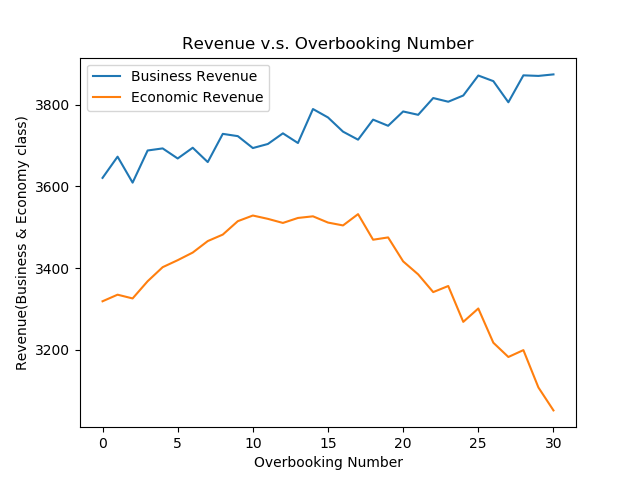 Revenue v.s. Overbooking Number
Business Revenue
Economic Revenue
Revenue(Business & Economy class)
3800
3600
3400
3200
0 5 10 15 20 25 30
Overbooking Number